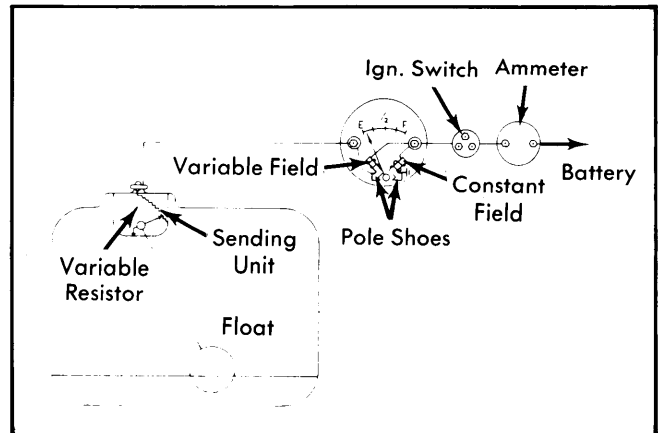 Ign. Switch
Ammeter
E
1/2
F
Variable Field
Constant
Field
Battery
Pole Shoes
Sending
Unit
Variable
Resistor
Float